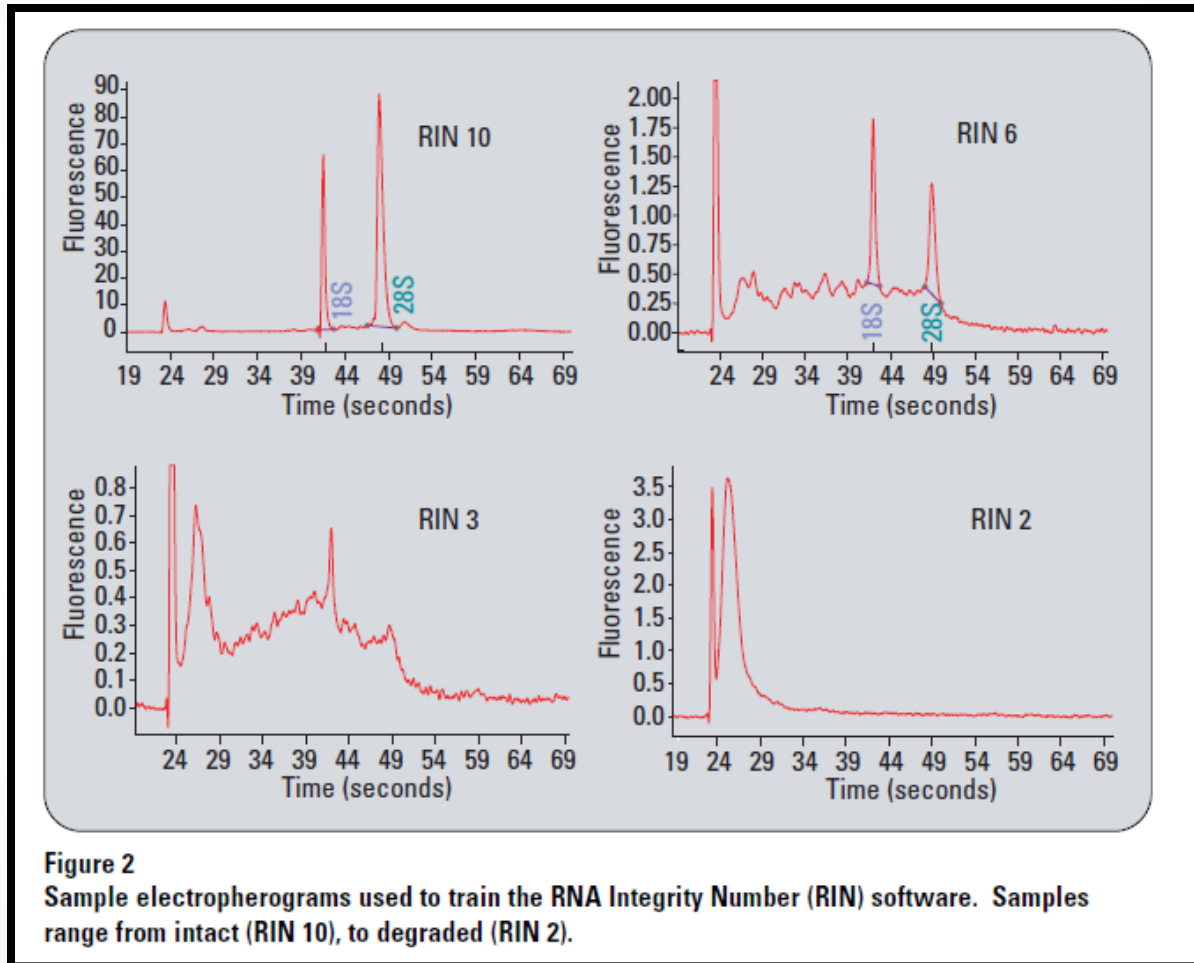 90
80
70
60
50
40
30
20
10
0
Fluorescence
RIN 10
18S
28S
19 24 29 39 44 49 54 59 64 69
Time (seconds)
2.00
1.75
1.50
1.25
1.00
0.75
0.50
0.25
0.00
Fluorescence
RIN 6
18S
28S
24 29 34 39 49 49 54 59 64 69
Time (seconds)
0.8
0.7
0.6
0.5
0.4
0.3
0.2
0.1
0.0
Fluorescence
RIN 3
24 29 39 34 44 49 54 59 64 69
Time (seconds)
3.5
3.0
2.5
2.0
1.5
1.0
0.5
0.0
Fluorescence
RIN 2
19 24 29 34 39 44 49 54 59 64 69
Time (seconds)
Figure 2
Sample electropherograms used to train the RNA Integrity Number (RIN) software. Samples
range from intact (RIN 10), to degraded (RIN 2).